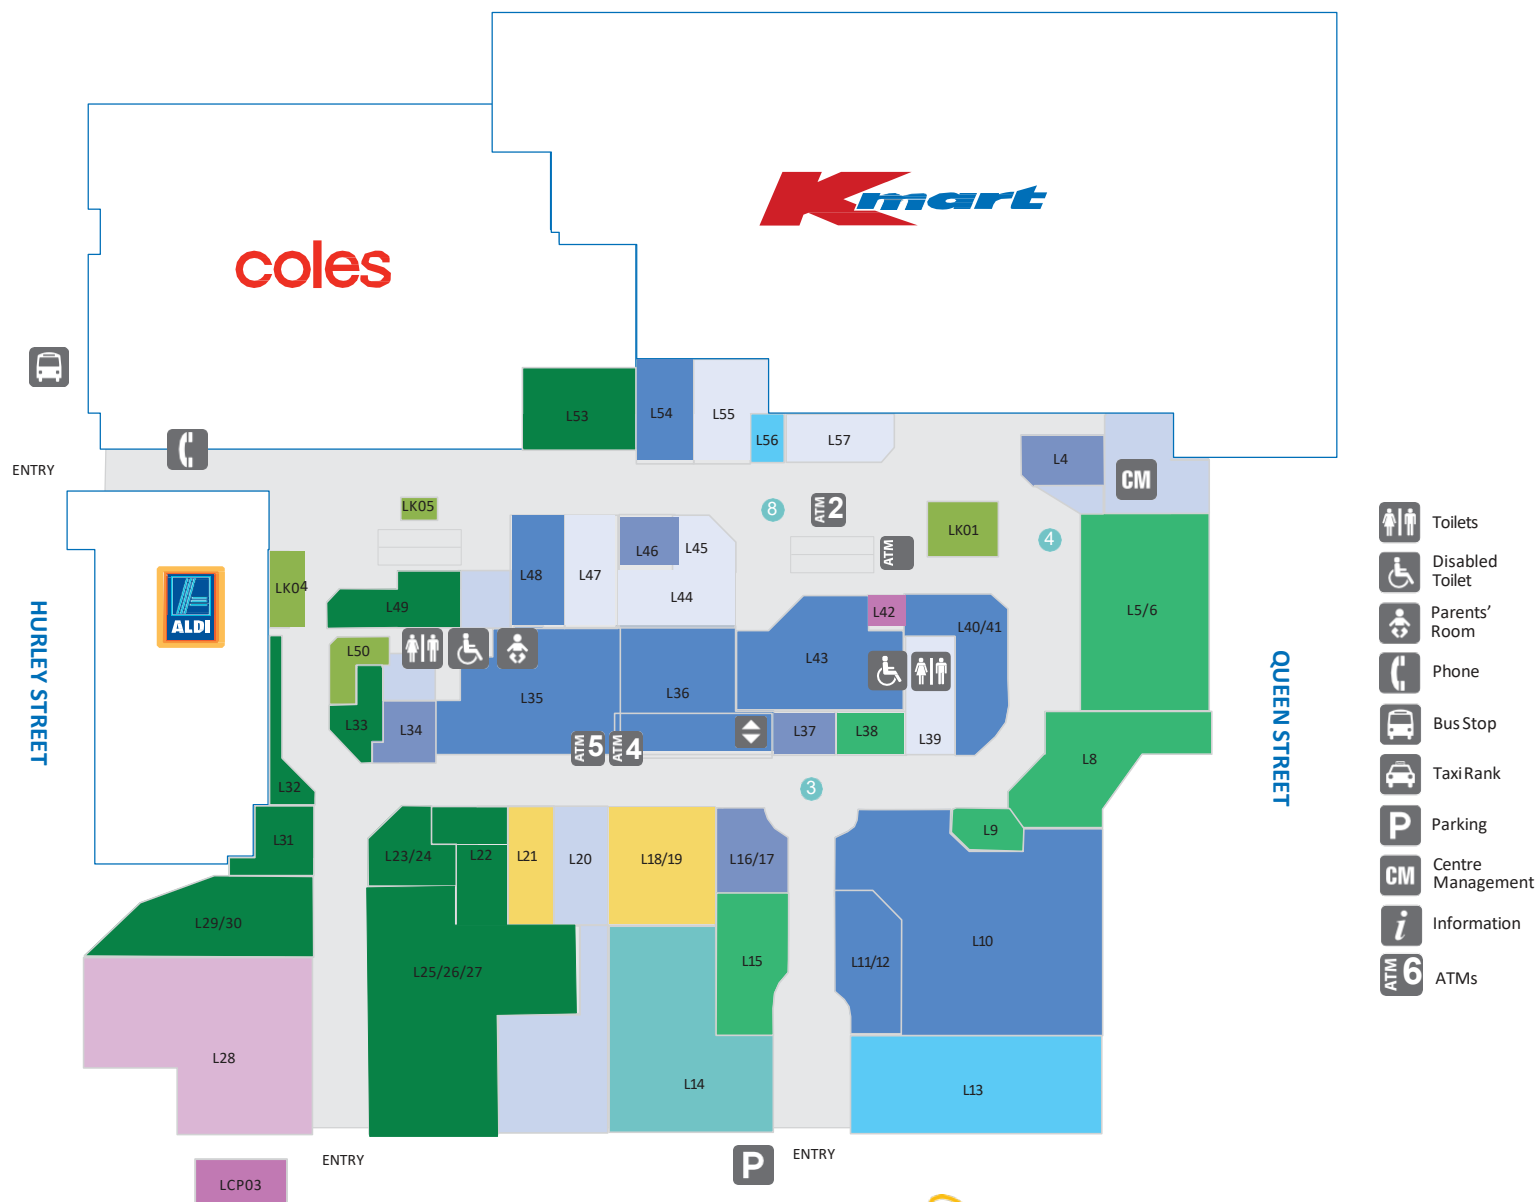 Kmart
coles
L53
L54
L55
L56
L57
L4
CM
ENTRY
LK05
8
ATM 2
LK01
4
ATM
L46
L45
L48
L47
L44
LK04
L49
L42
L5/6
L40/41
ALDI
HURLEY STREET
QUEEN STREET
L50
L43
L35
L36
L33
L34
L37
L38
L39
ATM 5
ATM 4
L8
L32
3
L9
L31
L23/24
L22
L21
L20
L18/19
L16/17
L29/30
L10
L25/26/27
L15
L11/12
L28
L14
L13
ENTRY
P
ENTRY
LCP03
Toilets
Disabled
Toilet
Parents'
Room
Phone
Bus Stop
Taxi Rank
P
Parking
CM
Centre
Management
i
Information
ATM 6
ATMs